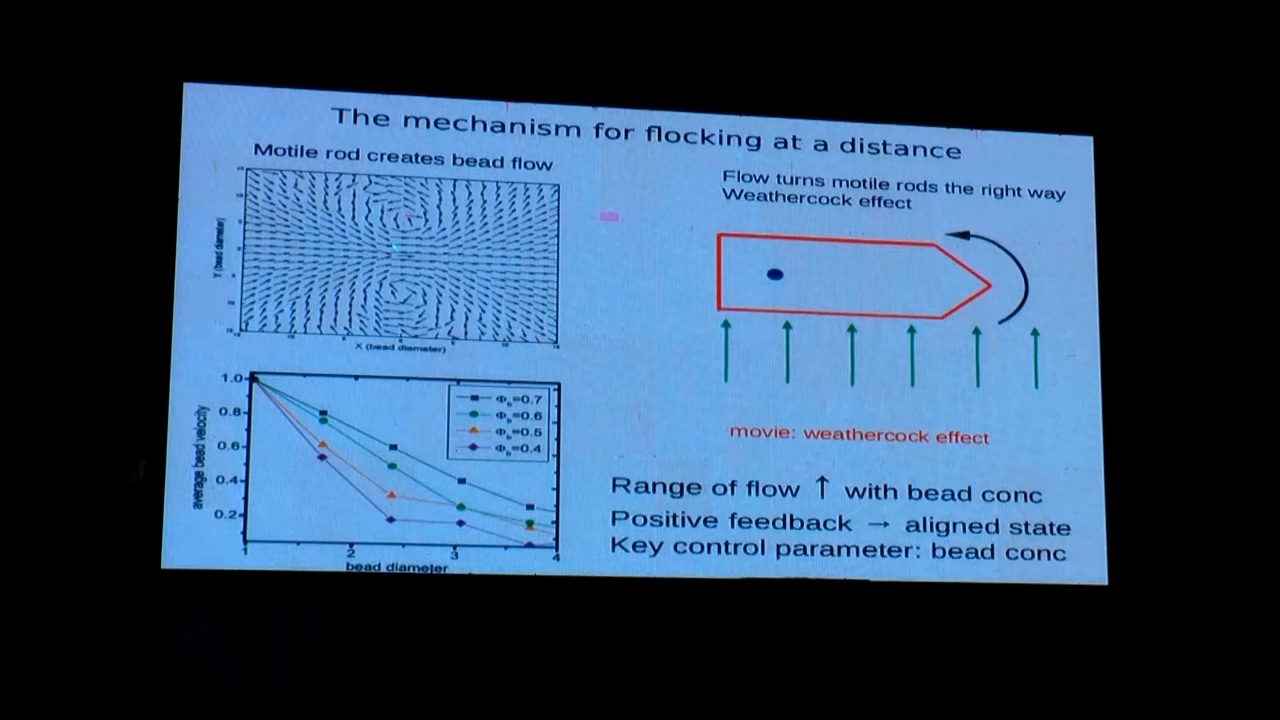 The mechanism for flocking at a distance
Motile rod creates bead flow
Y (bead diameter)
X (bead diameter)
1.0
0.8
0.6
0.4
0.2
average bead velocity
Φb=0.7
Φb=0.6
Φb=0.5
Φb=0.4
1 2 3 4
bead diameter
Flow turns motile rods the right way
Weathercock effect
movie: weathercock effect
Range of flow ↑ with bead conc
Positive feedback → aligned state
Key control parameter: bead conc